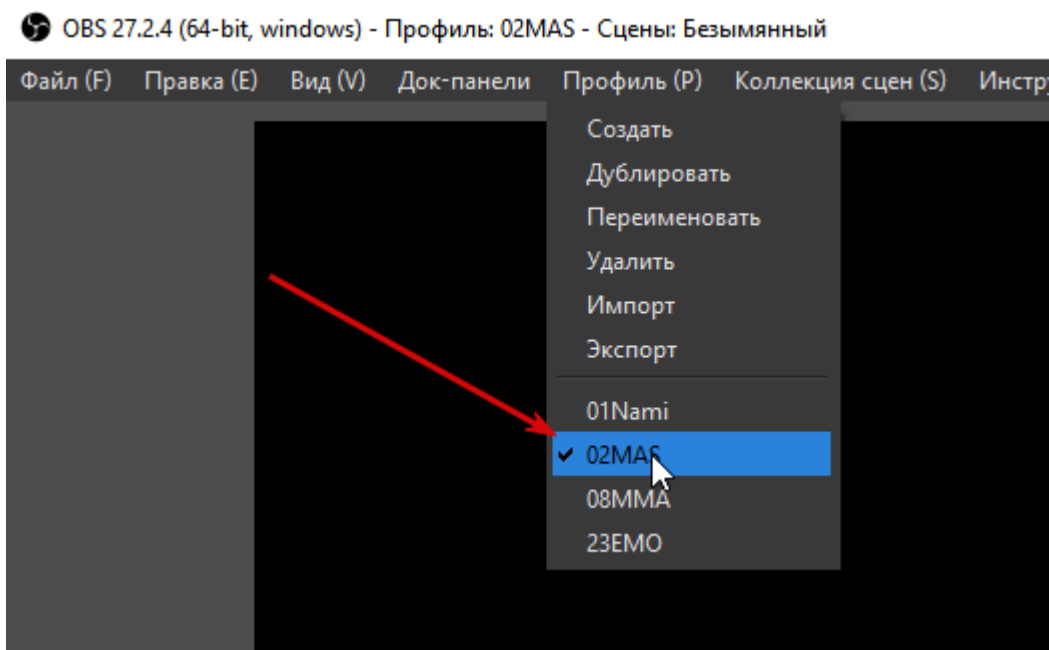 OBS 27.2.4 (64-bit, windows) - Профиль: 02MAS - Сцены: Безымянный
Файл (F) Правка (E) Вид (V) Док-панели Профиль (P) Коллекция сцен (S) Инстр
Создать
Дублировать
Переименовать
Удалить
Импорт
Экспорт
01Nami
02MAS
08MMA
23EMO